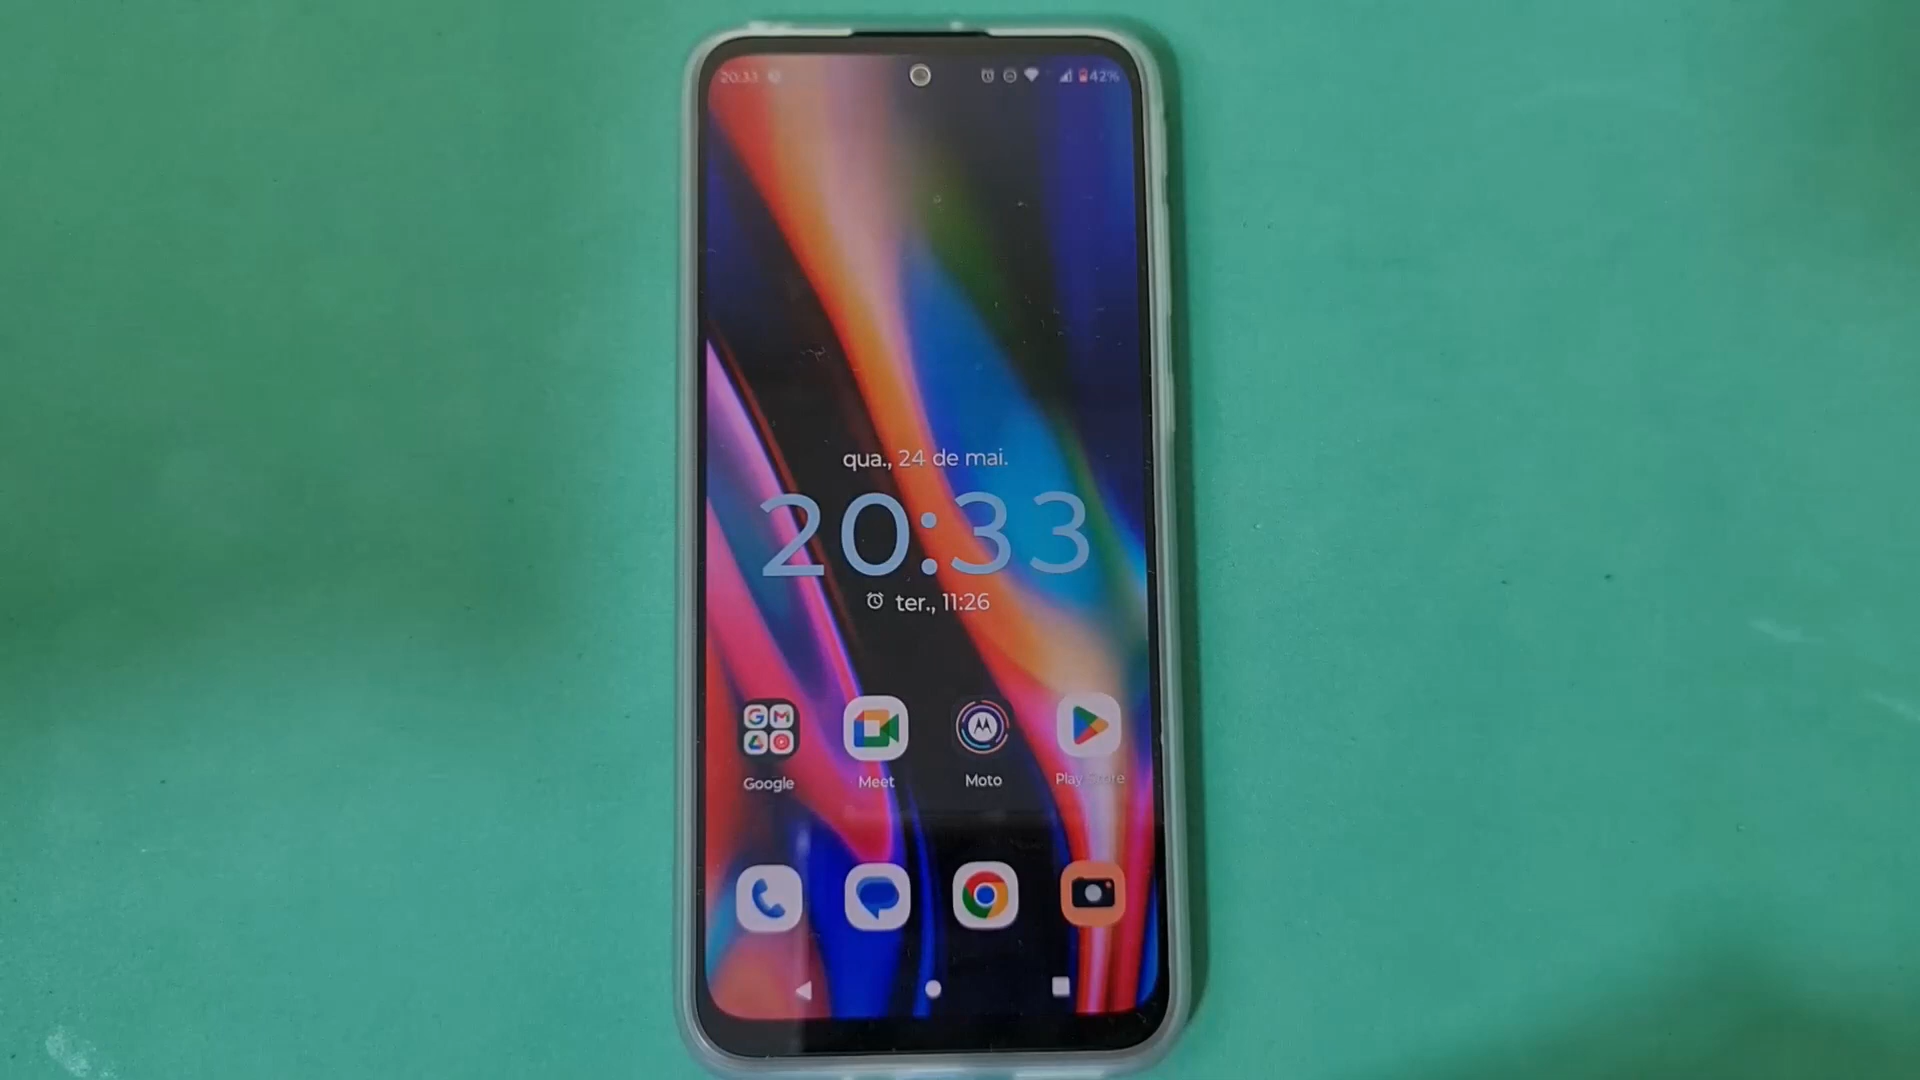 20:33 42%
qua., 24 de mai.
20:33
ter., 11:26
Google Meet Moto Play Store